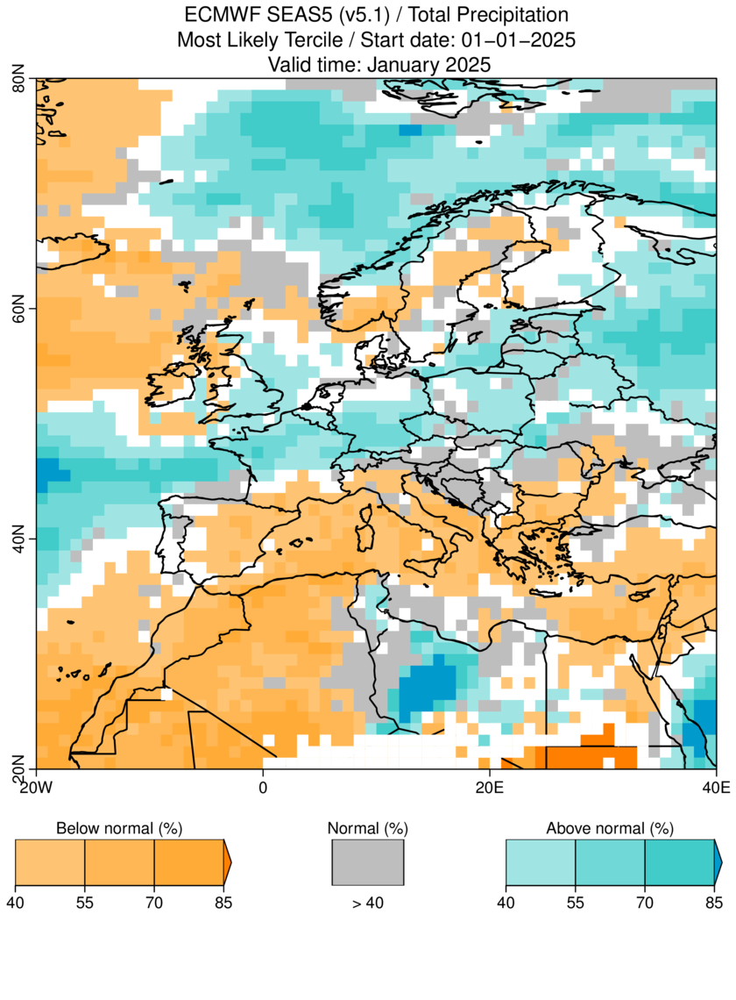 ECMWF SEAS5 (v5.1) / Total Precipitation
Most Likely Tercile / Start date: 01−01−2025
Valid time: January 2025
80N
60N
40N
20N
20W 0 20E 40E
Below normal (%) Normal (%) Above normal (%)
40 55 70 85 > 40 40 55 70 85